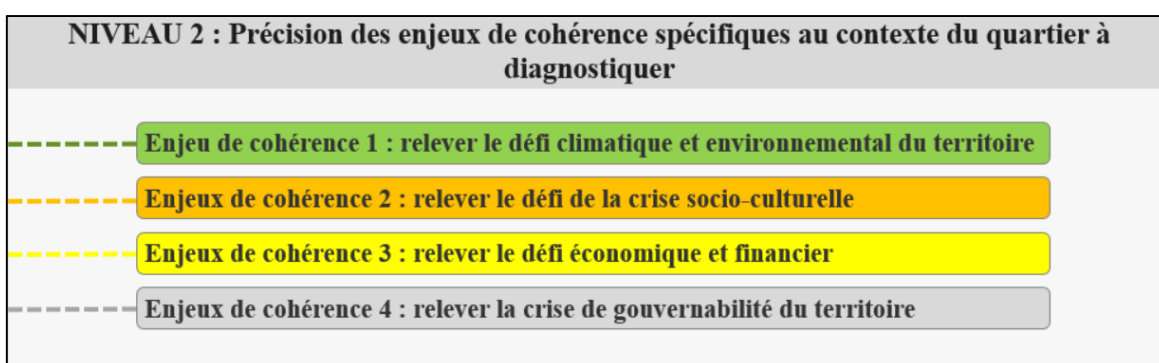 NIVEAU 2 : Précision des enjeux de cohérence spécifiques au contexte du quartier à
diagnostiquer
Enjeu de cohérence 1 : relever le défi climatique et environnemental du territoire
Enjeux de cohérence 2 : relever le défi de la crise socio-culturelle
Enjeux de cohérence 3 : relever le défi économique et financier
Enjeux de cohérence 4 : relever la crise de gouvernabilité du territoire